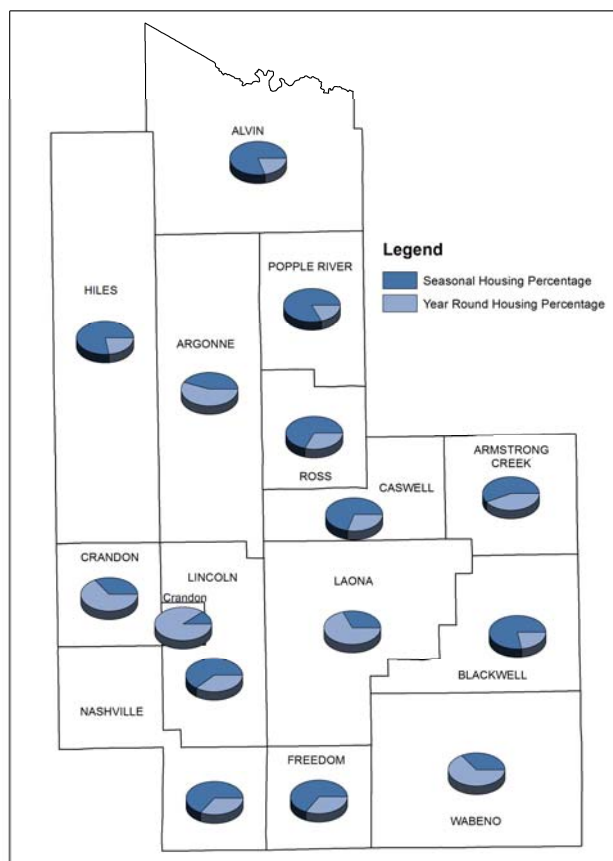 ALVIN
Legend
POPPLE RIVER
Seasonal Housing Percentage
HILES
Year Round Housing Percentage
ARGONNE
ROSS
ARMSTRONG
CREEK
CASWELL
CRANDON
LINCOLN
LAONA
Crandon
BLACKWELL
NASHVILLE
FREEDOM
WABENO